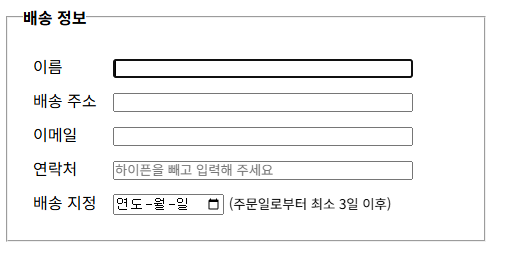 배송 정보
이름
배송 주소
이메일
연락처 하이픈을 빼고 입력해 주세요
배송 지정 연도-월-일 (주문일로부터 최소 3일 이후)